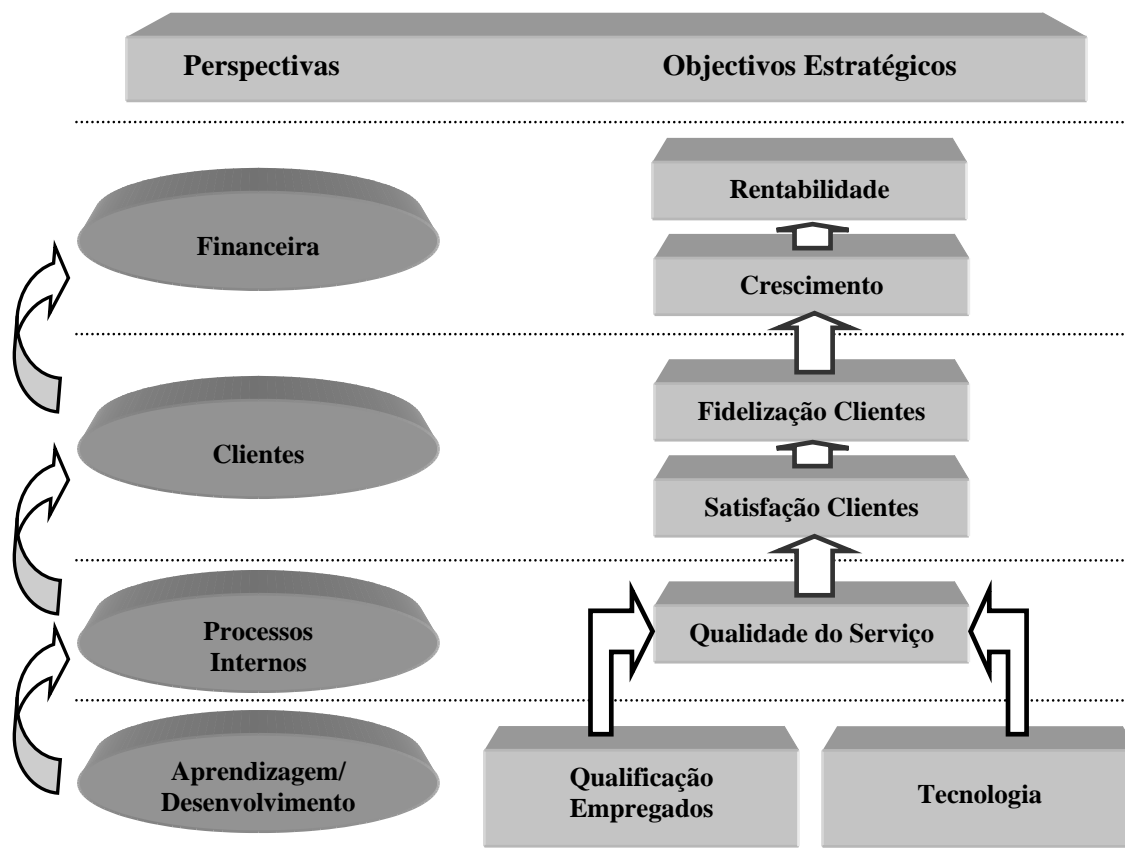 Perspectivas
Objectivos Estratégicos
Rentabilidade
Financeira
Crescimento
Fidelização Clientes
Clientes
Satisfação Clientes
Processos
Internos
Qualidade do Serviço
Aprendizagem/
Desenvolvimento
Qualificação
Empregados
Tecnologia